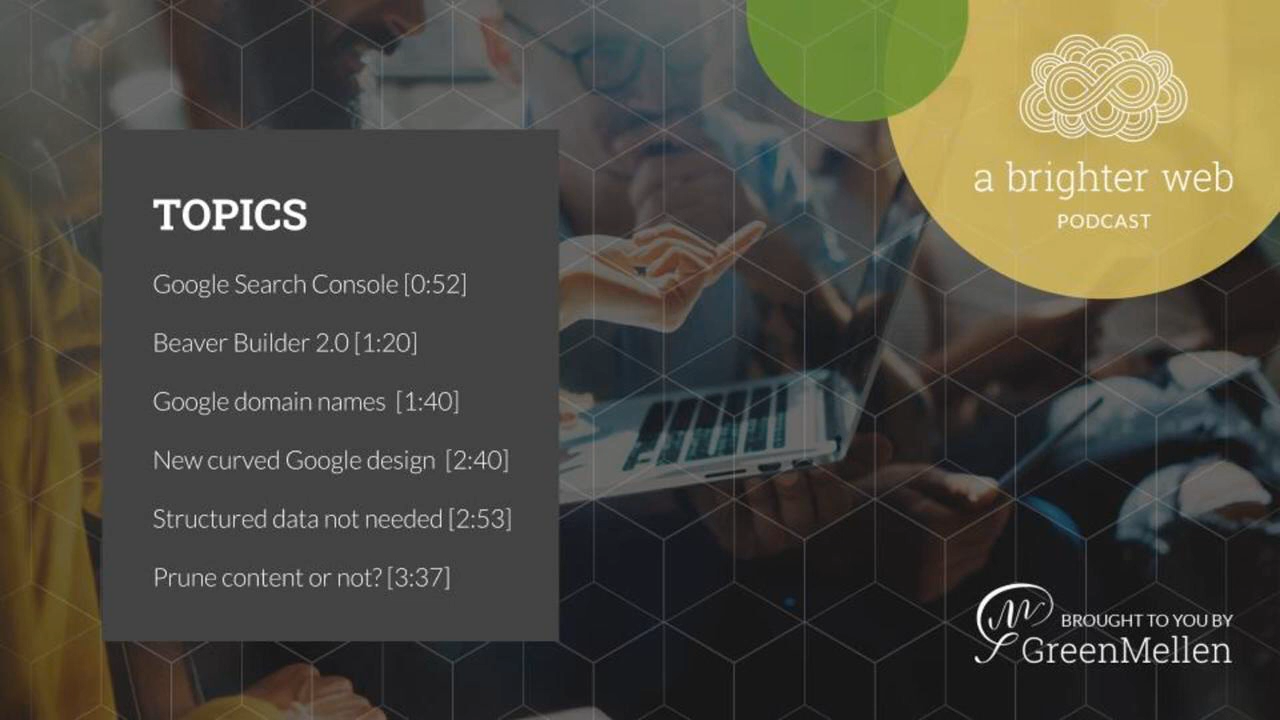 TOPICS
Google Search Console [0:52]
Beaver Builder 2.0 [1:20]
Google domain names [1:40]
New curved Google design [2:40]
Structured data not needed [2:53]
Prune content or not? [3:37]
a brighter web
PODCAST
BROUGHT TO YOU BY
GreenMellen